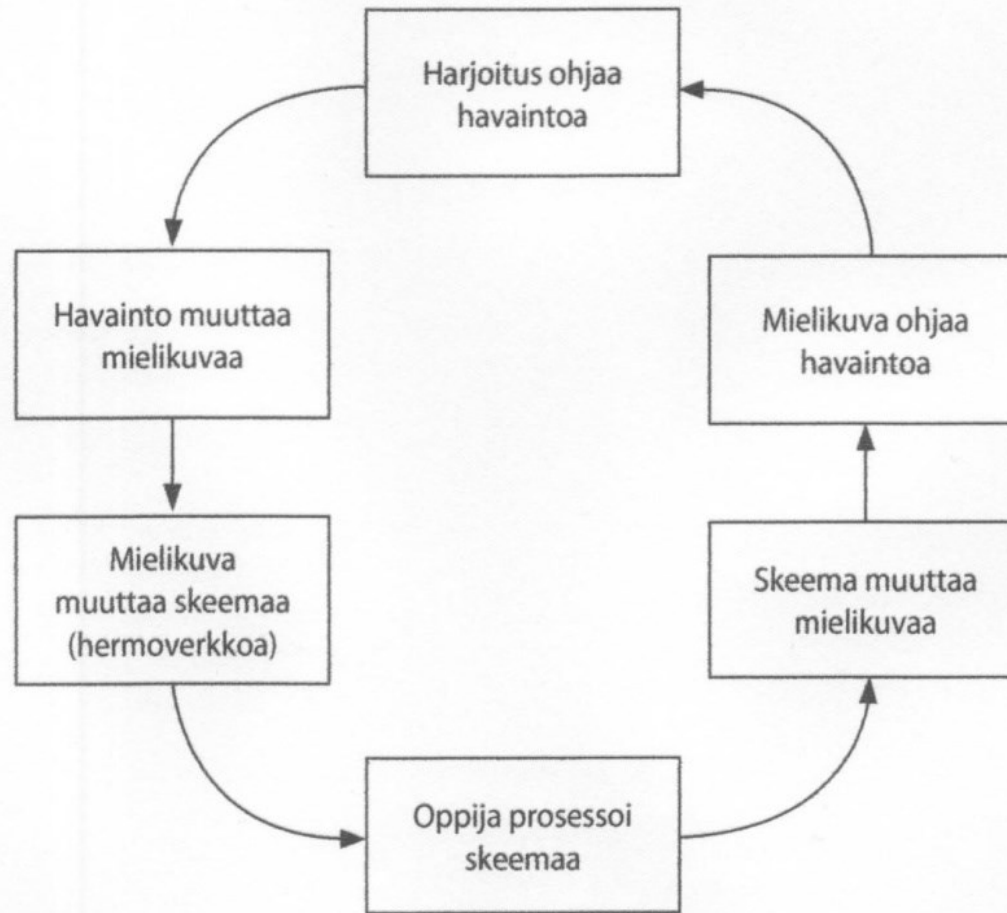 Harjoitus ohjaa
havaintoa
Havainto muuttaa
mielikuvaa
Mielikuva
muuttaa skeemaa
(hermoverkkoa)
Oppija prosessoi
skeemaa
Skeema muuttaa
mielikuvaa
Mielikuva ohjaa
havaintoa